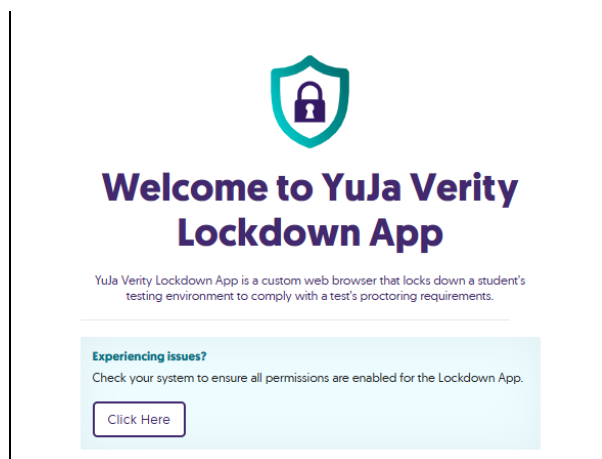 Welcome to YuJa Verity
Lockdown App
YuJa Verity Lockdown App is a custom web browser that locks down a student's
testing environment to comply with a test's proctoring requirements.
Experiencing issues?
Check your system to ensure all permissions are enabled for the Lockdown App.
Click Here